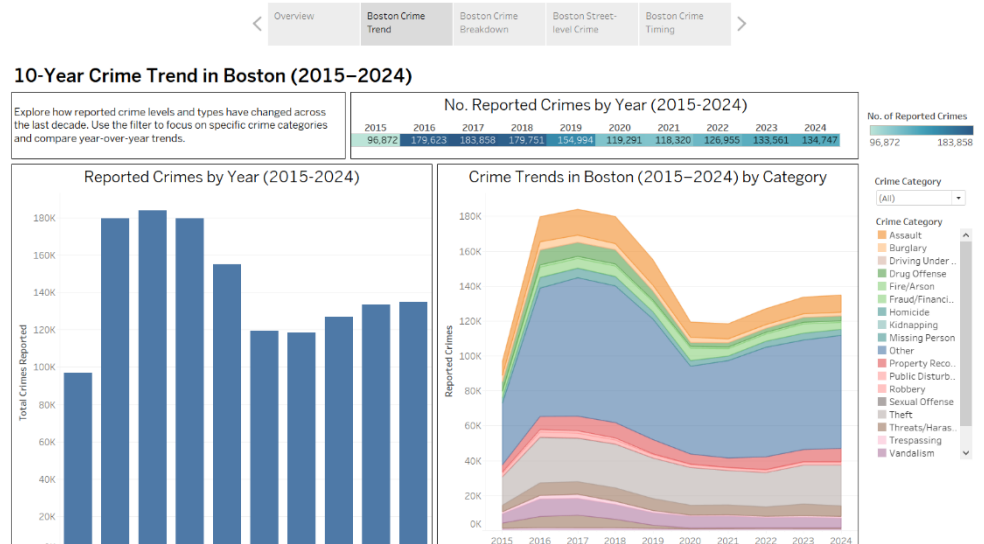 Overview
Boston Crime
Trend
Boston Crime
Breakdown
Boston Street-
level Crime
Boston Crime
Timing
10-Year Crime Trend in Boston (2015–2024)
Explore how reported crime levels and types have changed across
the last decade. Use the filter to focus on specific crime categories
and compare year-over-year trends.
No. Reported Crimes by Year (2015-2024)
2015 2016 2017 2018 2019 2020 2021 2022 2023 2024
96,872 179,623 183,858 179,751 154,994 119,291 118,320 126,955 133,561 134,747
No. of Reported Crimes
96,872 183,858
Reported Crimes by Year (2015-2024)
Total Crimes Reported
180K
160K
140K
120K
100K
80K
60K
40K
20K
Crime Trends in Boston (2015–2024) by Category
Reported Crimes
180K
160K
140K
120K
100K
80K
60K
40K
20K
0K
2015 2016 2017 2018 2019 2020 2021 2022 2023 2024
Crime Category
(All)
Crime Category
Assault
Burglary
Driving Under ..
Drug Offense
Fire/Arson
Fraud/Financi..
Homicide
Kidnapping
Missing Person
Other
Property Reco..
Public Disturb..
Robbery
Sexual Offense
Theft
Threats/Haras..
Trespassing
Vandalism